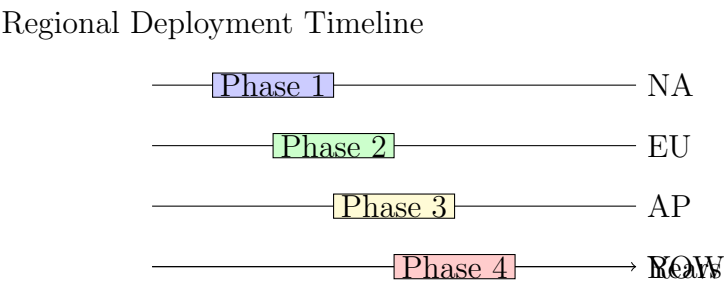 Regional Deployment Timeline
Phase 1 NA
Phase 2 EU
Phase 3 AP
Phase 4